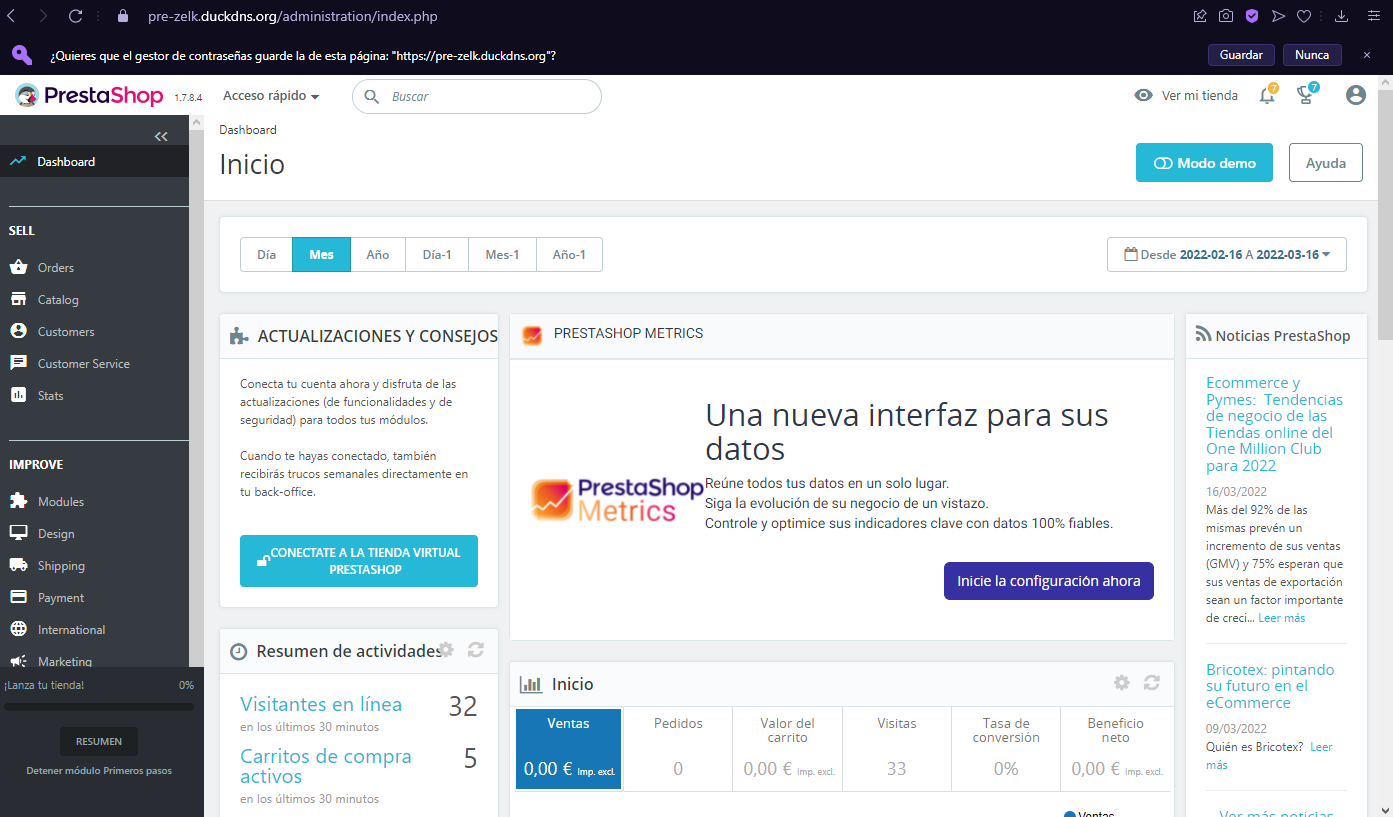 pre-zelk.duckdns.org/administration/index.php
¿Quieres que el gestor de contraseñas guarde la de esta página: "https://pre-zelk.duckdns.org"?
Guardar
Nunca
PrestaShop
1.7.8.4
Acceso rápido
Buscar
Ver mi tienda
7
7
Dashboard
SELL
Orders
Catalog
Customers
Customer Service
Stats
IMPROVE
Modules
Design
Shipping
Payment
International
Marketing
¡Lanza tu tienda!
0%
RESUMEN
Detener módulo Primeros pasos
Dashboard
Inicio
Modo demo
Ayuda
Día
Mes
Año
Día-1
Mes-1
Año-1
Desde 2022-02-16 A 2022-03-16
ACTUALIZACIONES Y CONSEJOS
Conecta tu cuenta ahora y disfruta de las
actualizaciones (de funcionalidades y de
seguridad) para todos tus módulos.
Cuando te hayas conectado, también
recibirás trucos semanales directamente en
tu back-office.
CONECTATE A LA TIENDA VIRTUAL
PRESTASHOP
Resumen de actividades
Visitantes en línea
32
en los últimos 30 minutos
Carritos de compra
activos
5
en los últimos 30 minutos
PRESTASHOP METRICS
PrestaShop
Metrics
Una nueva interfaz para sus
datos
Reúne todos tus datos en un solo lugar.
Siga la evolución de su negocio de un vistazo.
Controle y optimice sus indicadores clave con datos 100% fiables.
Inicie la configuración ahora
Inicio
Ventas
0,00 € Imp. excl.
Pedidos
0
Valor del
carrito
0,00 € Imp. excl.
Visitas
33
Tasa de
conversión
0%
Beneficio
neto
0,00 € Imp. excl.
Ventas
Noticias PrestaShop
Ecommerce y
Pymes: Tendencias
de negocio de las
Tiendas online del
One Million Club
para 2022
16/03/2022
Más del 92% de las
mismas prevén un
incremento de sus ventas
(GMV) y 75% esperan que
sus ventas de exportación
sean un factor importante
de creci... Leer más
Bricotex: pintando
su futuro en el
eCommerce
09/03/2022
Quién es Bricotex? Leer
más
Ver más noticias